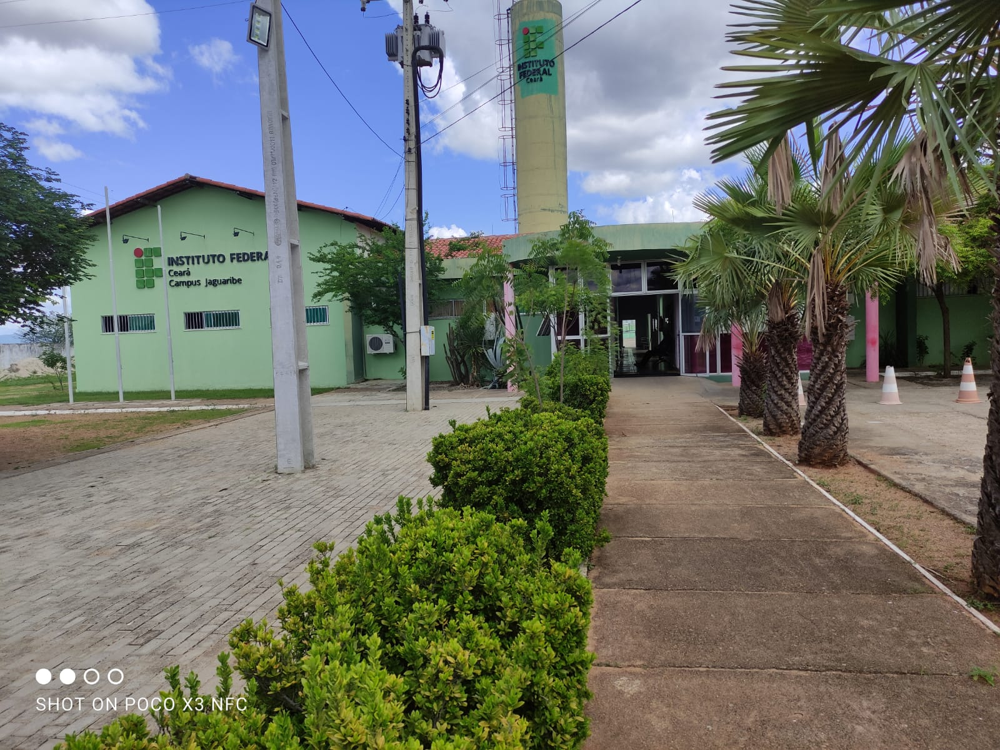 INSTITUTO
FEDERAL
Ceará
INSTITUTO FEDERA
Ceará
Campus Jaguaribe
SHOT ON POCO X3 NFC